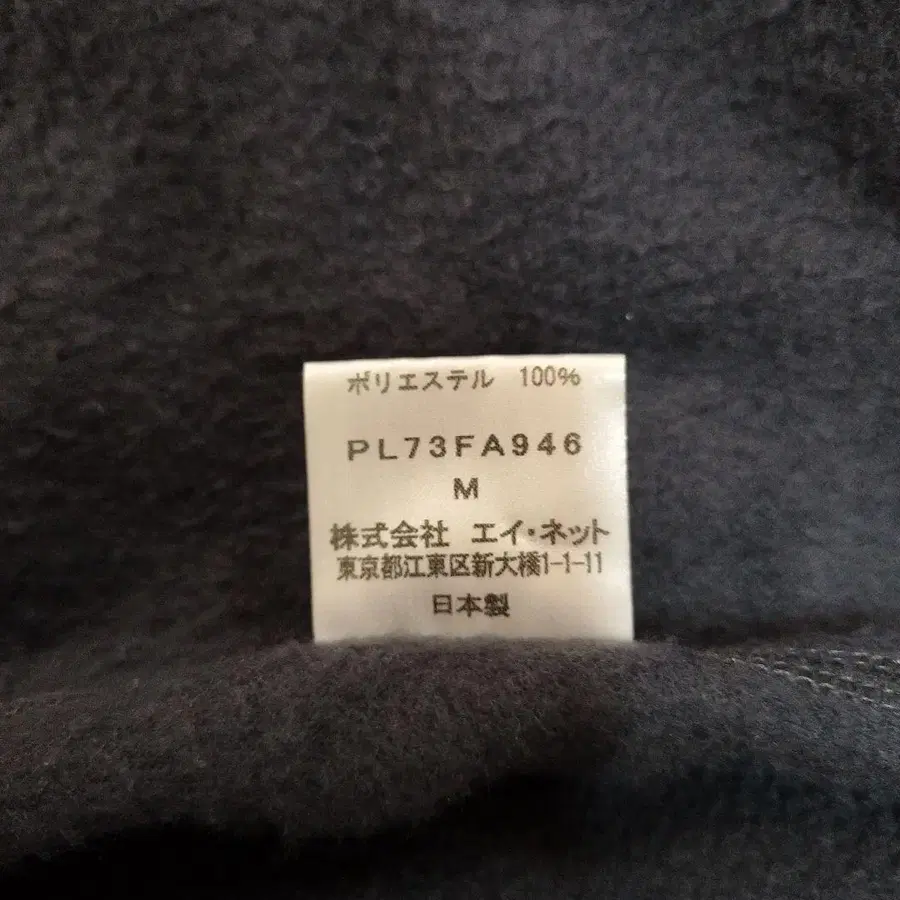 ポリエステル 100%
PL73FA946
M
株式会社 エイ・ネット
東京都江東区新大橋1-1-11
日本製